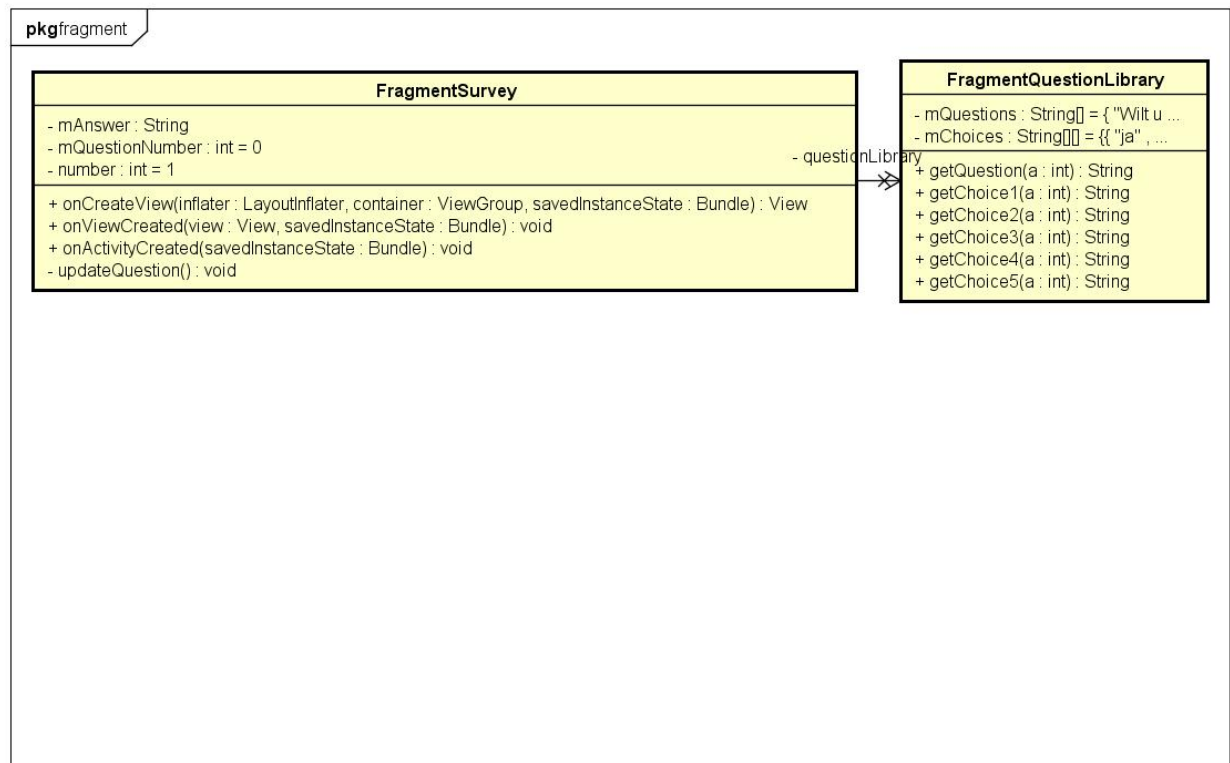 pkgfragment
FragmentSurvey
- mAnswer : String
- mQuestionNumber : int = 0
- number : int = 1
+ onCreateView(inflater : LayoutInflater, container : ViewGroup, savedInstanceState : Bundle) : View
+ onViewCreated(view : View, savedInstanceState : Bundle) : void
+ onActivityCreated(savedInstanceState : Bundle) : void
- updateQuestion() : void
- questionLibrary
FragmentQuestionLibrary
- mQuestions : String[] = { "Wilt u ...
- mChoices : String[][] = {{ "ja" , ...
+ getQuestion(a : int) : String
+ getChoice1(a : int) : String
+ getChoice2(a : int) : String
+ getChoice3(a : int) : String
+ getChoice4(a : int) : String
+ getChoice5(a : int) : String